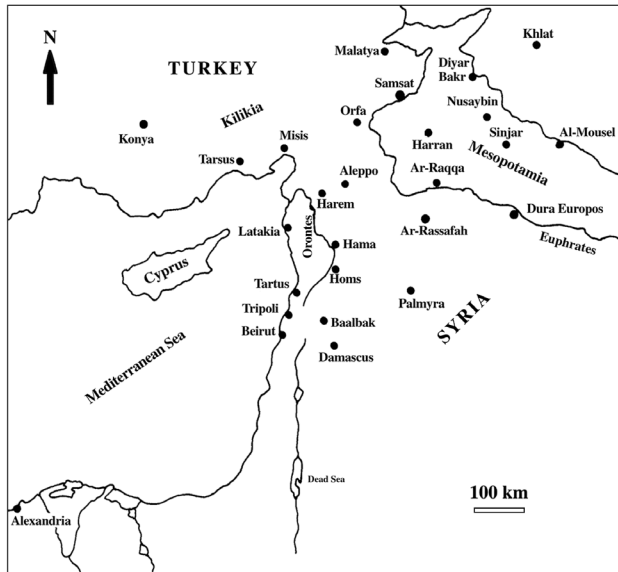 Khlat
N
Malatya
Diyar
Bakr
TURKEY
Samsat
Nusaybin
Kilikia
Orfa
Konya
Misis
Harran
Sinjar
Al-Mousel
Tarsus
Mesopotamia
Aleppo
Ar-Raqqa
Harem
Dura Europos
Latakia
Orontes
Ar-Rassafah
Hama
Euphrates
Cyprus
Homs
Tartus
Palmyra
SYRIA
Tripoli
Baalbak
Beirut
Damascus
Mediterranean Sea
Dead Sea
100 km
Alexandria